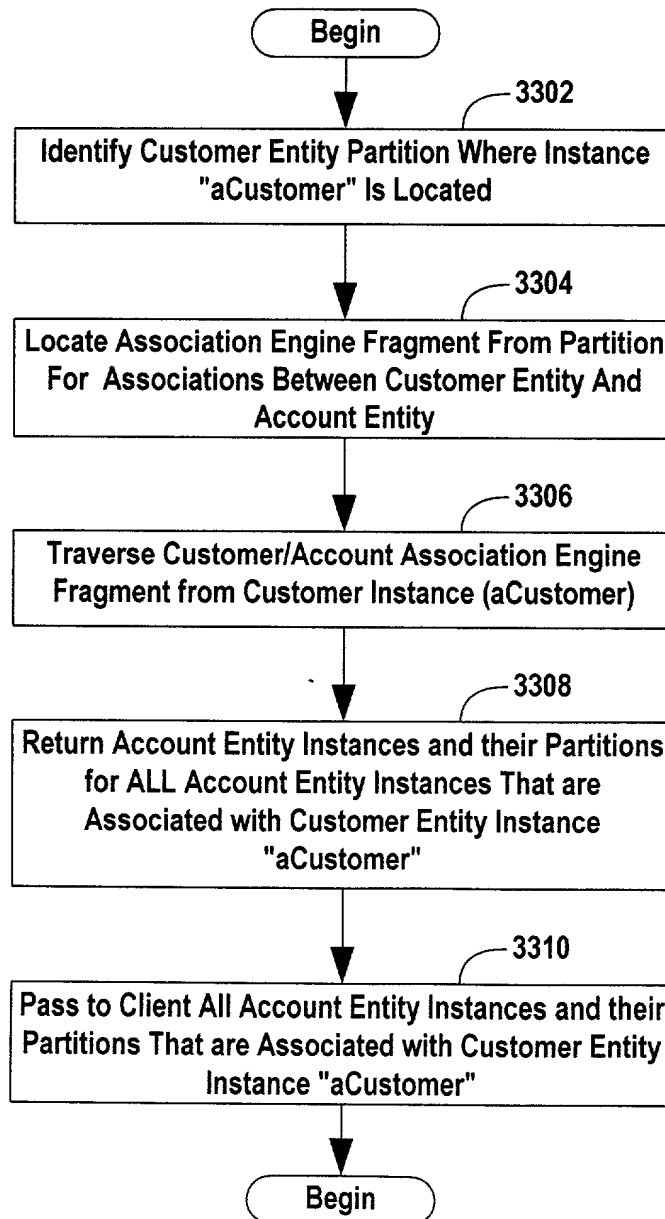 Begin
3302
Identify Customer Entity Partition Where Instance
"aCustomer" Is Located
3304
Locate Association Engine Fragment From Partition
For Associations Between Customer Entity And
Account Entity
3306
Traverse Customer/Account Association Engine
Fragment from Customer Instance (aCustomer)
3308
Return Account Entity Instances and their Partitions
for ALL Account Entity Instances That are
Associated with Customer Entity Instance
"aCustomer"
3310
Pass to Client All Account Entity Instances and their
Partitions That are Associated with Customer Entity
Instance "aCustomer"
Begin